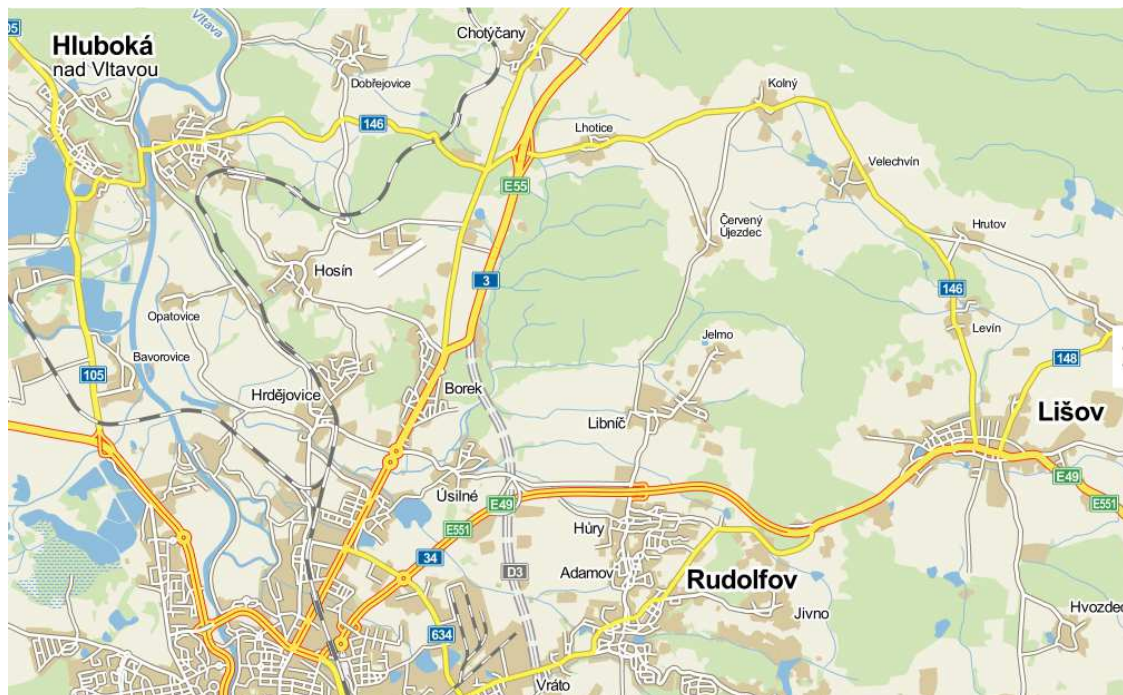 05
Vltava
Hluboká
nad Vltavou
Chotýčany
Dobřejovice
146
Lhotice
Kolný
Velechvín
E55
Červený
Újezdec
Hrutov
Hosín
3
146
Opatovice
Levín
Jelmo
Bavorovice
148
105
Hrdějovice
Borek
Libníč
Lišov
Úsilné
E49
E49
E551
E551
Húry
34
Adamov
D3
Rudolfov
Jivno
Hvozdec
634
Vráto